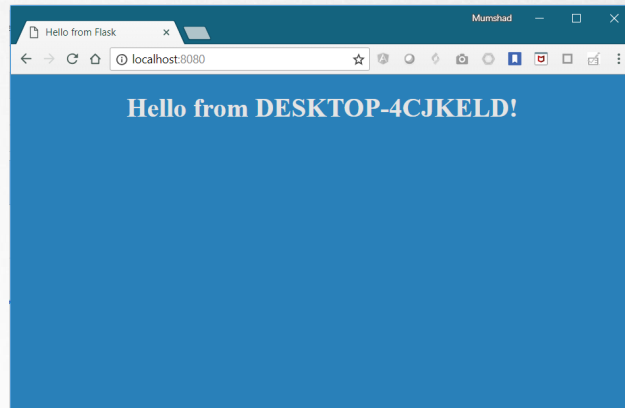 Mumshad
Hello from Flask
localhost:8080
Hello from DESKTOP-4CJKELD!